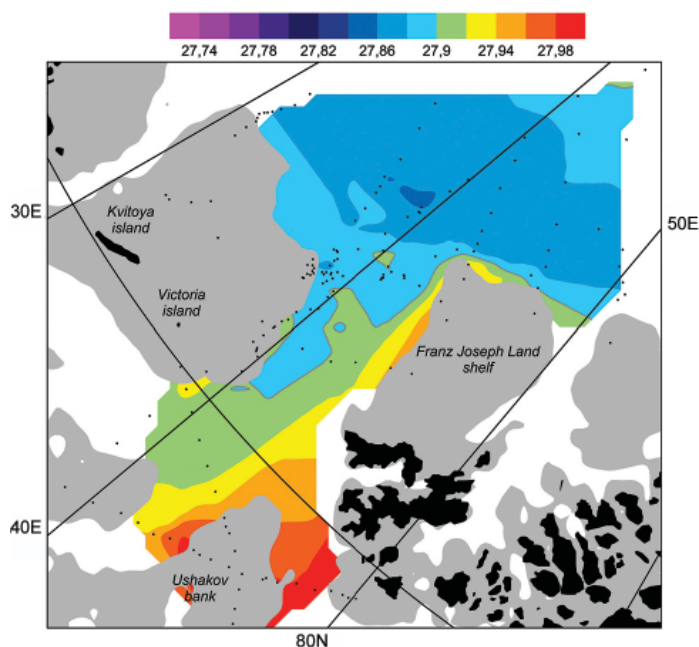 27,74 27,78 27,82 27,86 27,9 27,94 27,98
30E
50E
Kvitoya
island
Victoria
island
Franz Joseph Land
shelf
40E
Ushakov
bank
80N